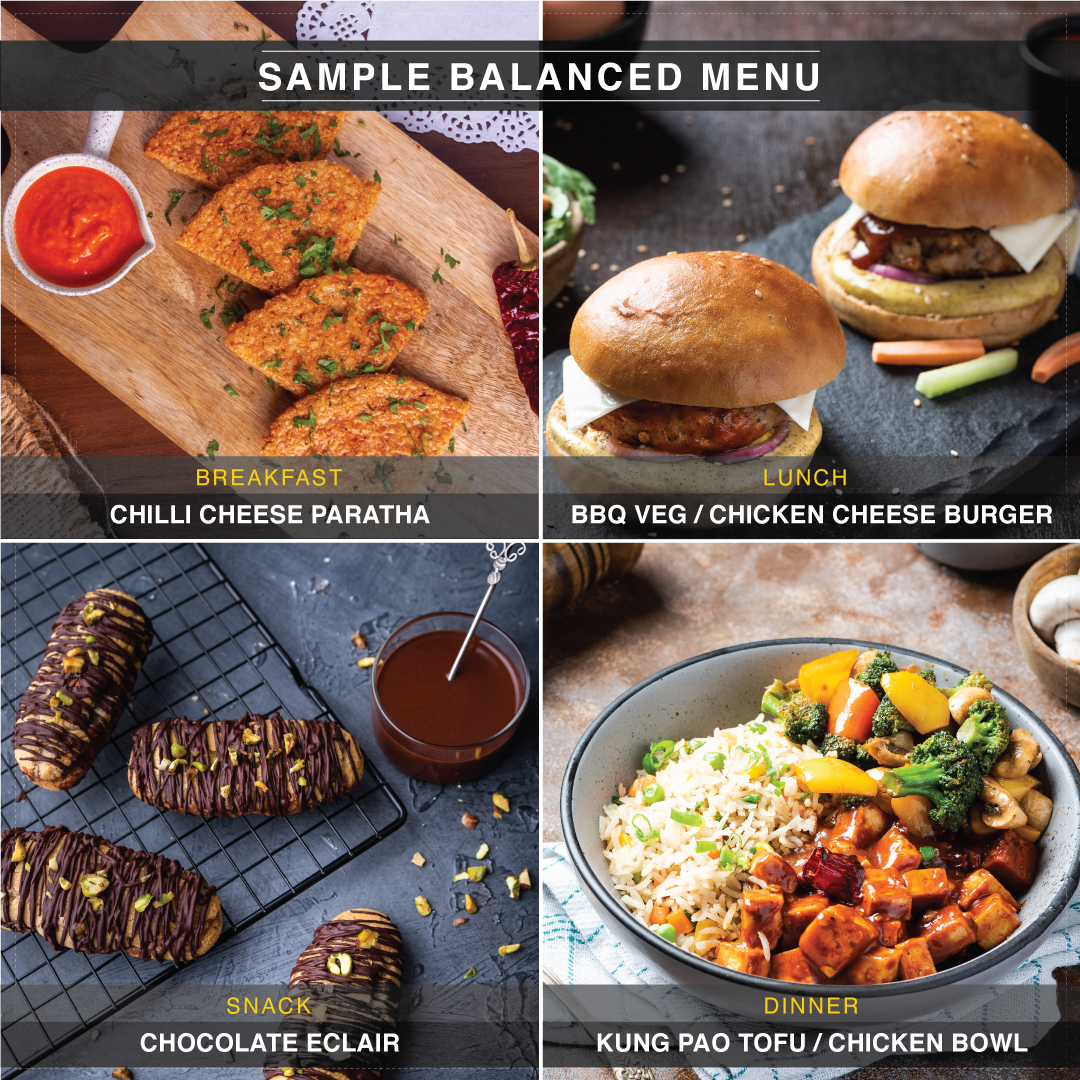 SAMPLE BALANCED MENU
BREAKFAST
CHILLI CHEESE PARATHA
LUNCH
BBQ VEG / CHICKEN CHEESE BURGER
SNACK
CHOCOLATE ECLAIR
DINNER
KUNG PAO TOFU / CHICKEN BOWL